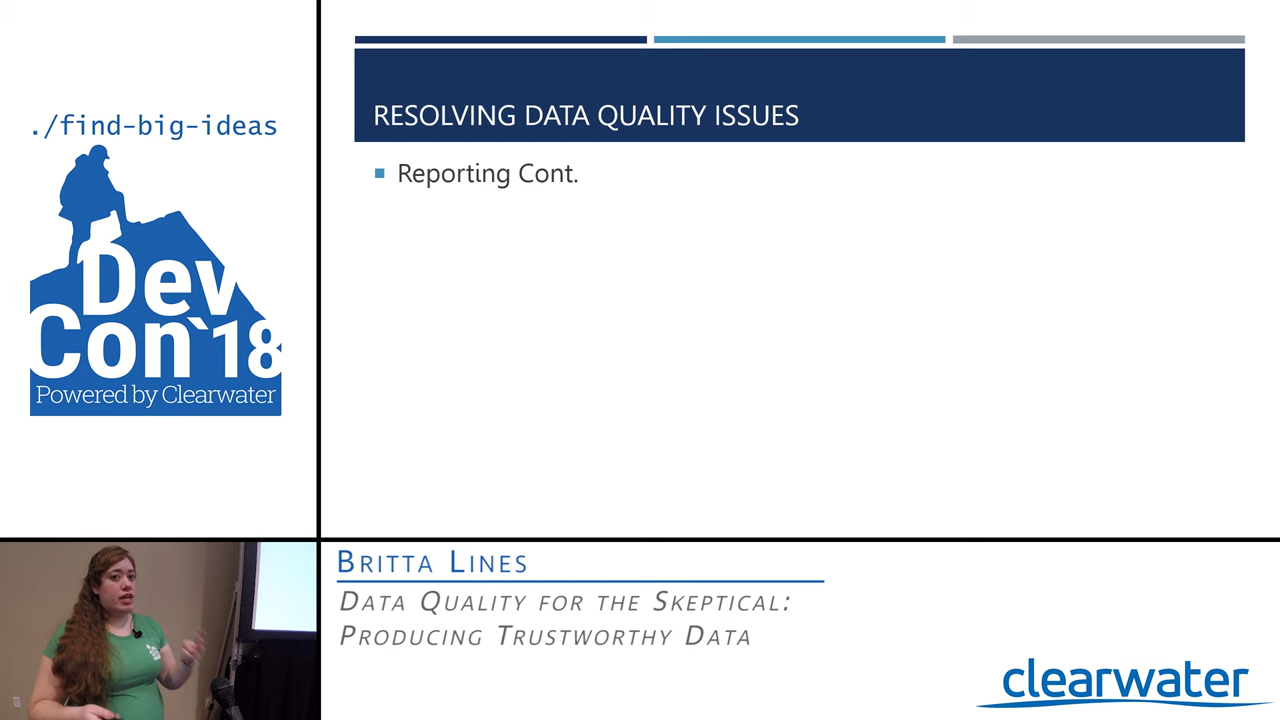 ./find-big-ideas
Dev
Con`18
Powered by Clearwater
RESOLVING DATA QUALITY ISSUES
Reporting Cont.
BRITTA LINES
DATA QUALITY FOR THE SKEPTICAL:
PRODUCING TRUSTWORTHY DATA
clearwater